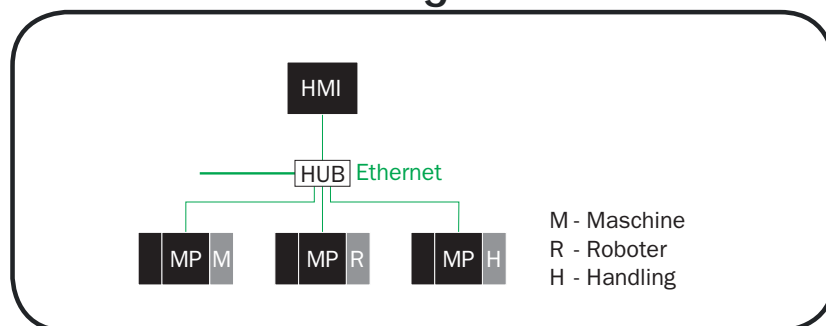 HMI
HUB Ethernet
MP M MP R MP H
M - Maschine
R - Roboter
H - Handling